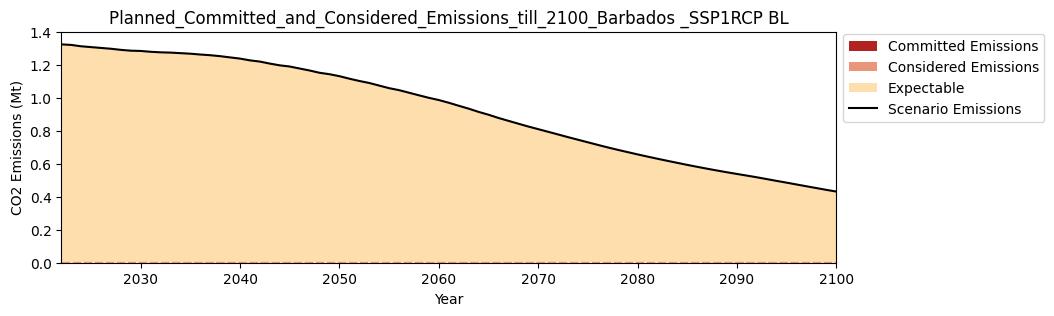 Planned_Committed_and_Considered_Emissions_till_2100_Barbados _SSP1RCP BL
1.4
1.2
1.0
0.8
0.6
0.4
0.2
0.0
CO2 Emissions (Mt)
2030 2040 2050 2060 2070 2080 2090 2100
Year
Committed Emissions
Considered Emissions
Expectable
Scenario Emissions